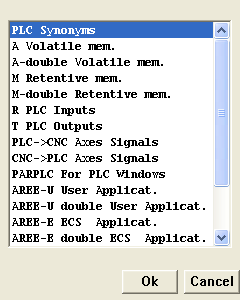 PLC Synonyms
A Volatile mem.
A-double Volatile mem.
M Retentive mem.
M-double Retentive mem.
R PLC Inputs
T PLC Outputs
PLC->CNC Axes Signals
CNC->PLC Axes Signals
PARPLC For PLC Windows
AREE-U User Applicat.
AREE-U double User Applicat.
AREE-E ECS  Applicat.
AREE-E double ECS  Applicat.
Ok Cancel